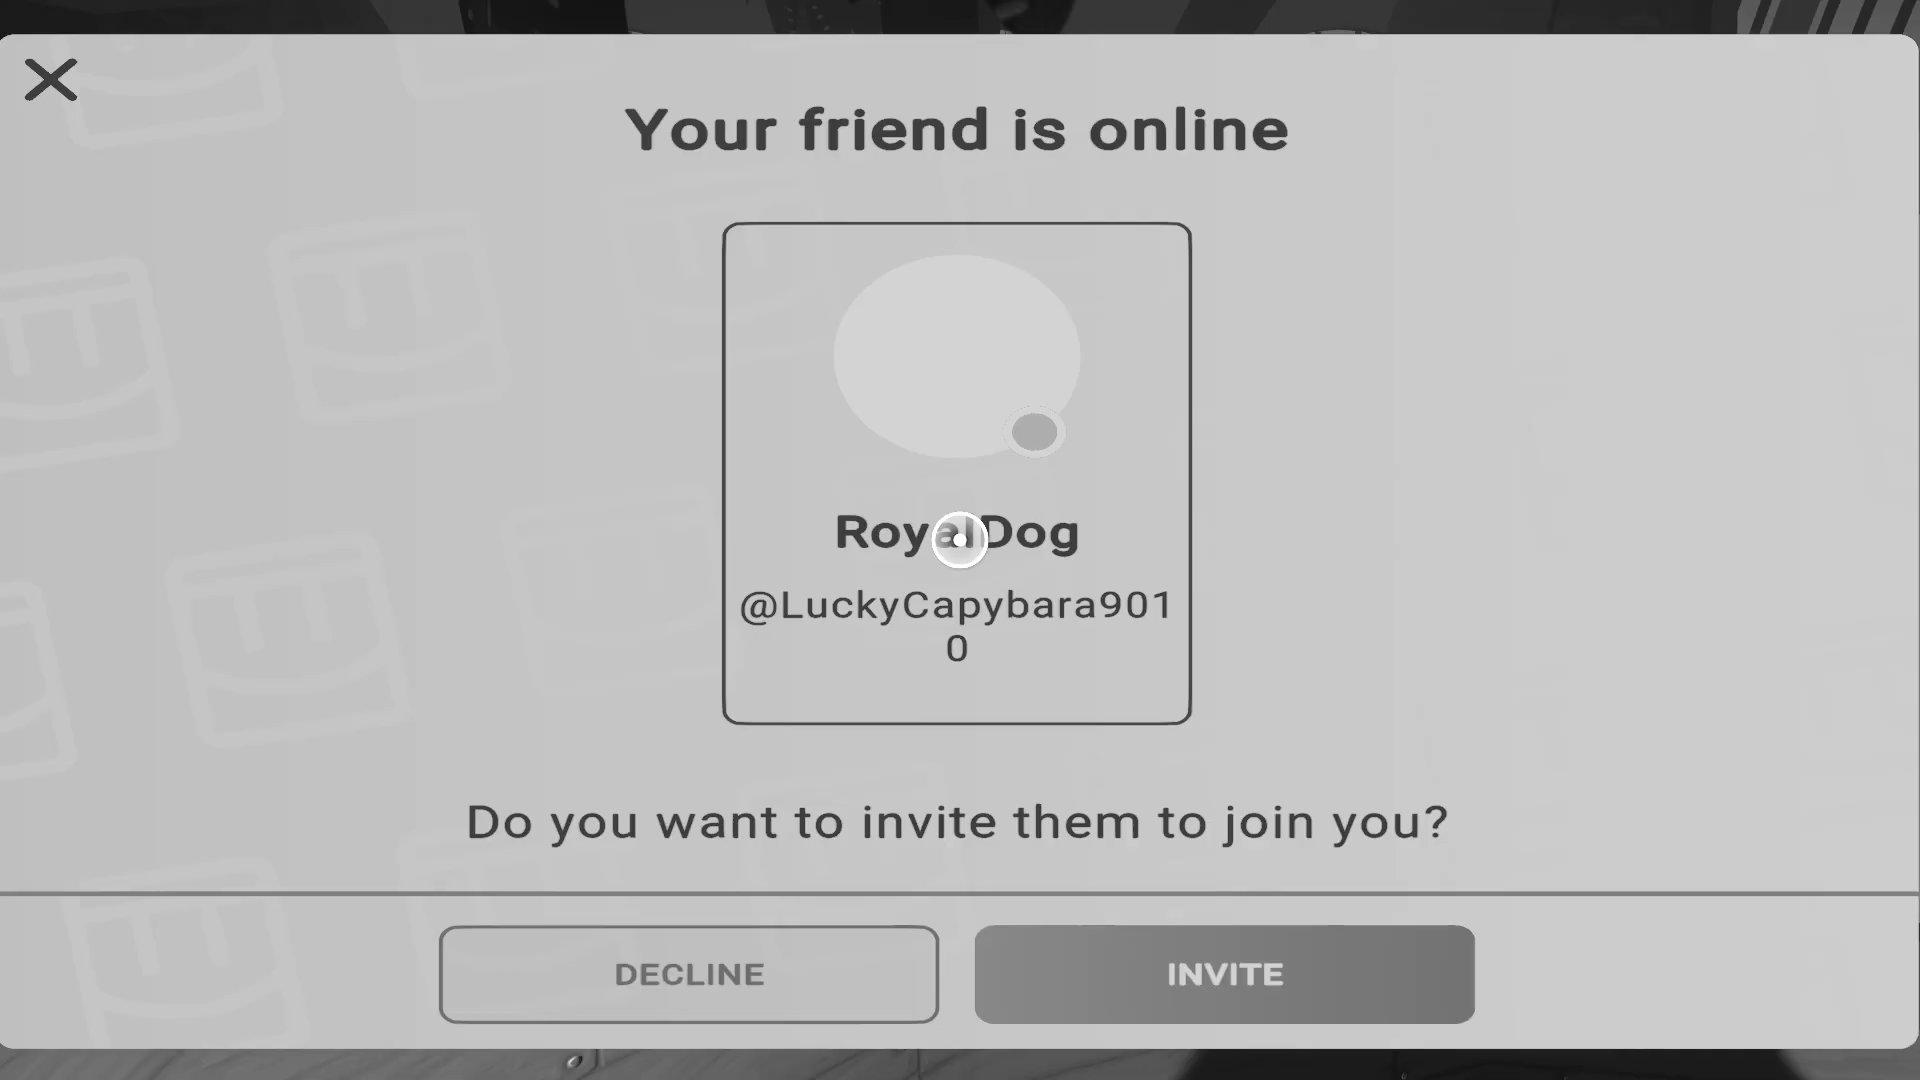 Your friend is online
RoyalDog
@LuckyCapybara901
0
Do you want to invite them to join you?
DECLINE
INVITE